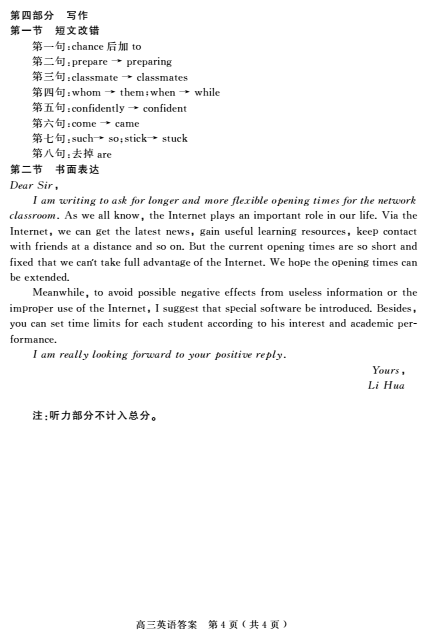 第四部分　写作
第一节　短文改错
第一句:chance 后加 to
第二句:prepare → preparing
第三句:classmate → classmates
第四句:whom → them;when → while
第五句:confidently → confident
第六句:come → came
第七句:such→ so;stick→ stuck
第八句:去掉 are
第二节　书面表达
Dear Sir,
I am writing to ask for longer and more flexible opening times for the network
classroom. As we all know, the Internet plays an important role in our life. Via the
Internet, we can get the latest news, gain useful learning resources, keep contact
with friends at a distance and so on. But the current opening times are so short and
fixed that we can't take full advantage of the Internet. We hope the opening times can
be extended.
Meanwhile, to avoid possible negative effects from useless information or the
improper use of the Internet, I suggest that special software be introduced. Besides,
you can set time limits for each student according to his interest and academic per-
formance.
I am really looking forward to your positive reply.
Yours,
Li Hua
注:听力部分不计入总分。
高三英语答案　第 4 页 ( 共 4 页 )